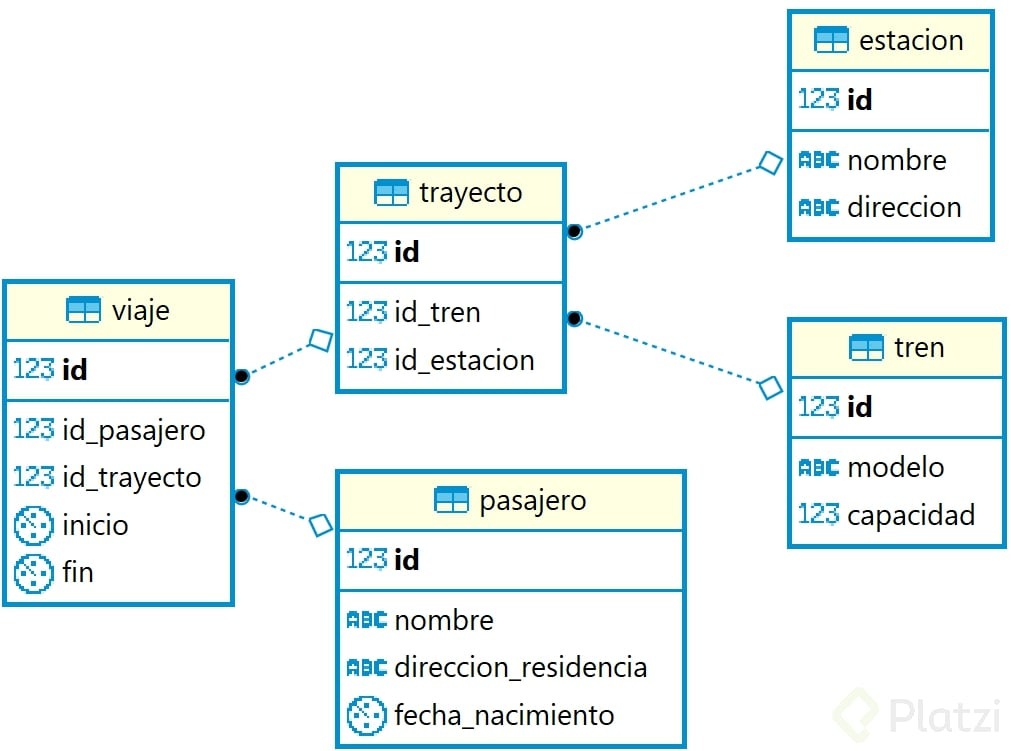 estacion
123 id
ABC nombre
ABC direccion
trayecto
123 id
123 id_tren
123 id_estacion
viaje
123 id
123 id_pasajero
123 id_trayecto
inicio
fin
tren
123 id
ABC modelo
123 capacidad
pasajero
123 id
ABC nombre
ABC direccion_residencia
fecha_nacimiento
Platzi